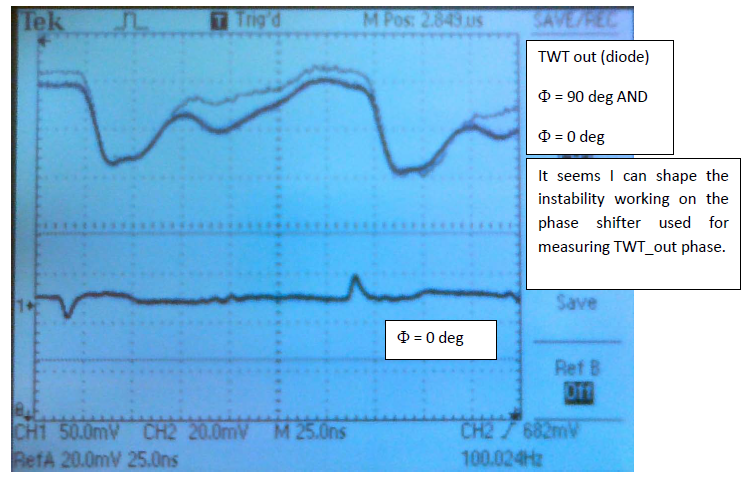 Tek
T Trig'd
M Pos: 2.849us
SAVE/REC
TWT out (diode)
Φ = 90 deg AND
Φ = 0 deg
It seems I can shape the
instability working on the
phase shifter used for
measuring TWT_out phase.
1
Save
Φ = 0 deg
Ref B
Off
CH1 50.0mV CH2 20.0mV M 25.0ns CH2 / 682mV
RefA 20.0mV 25.0ns 100.024Hz